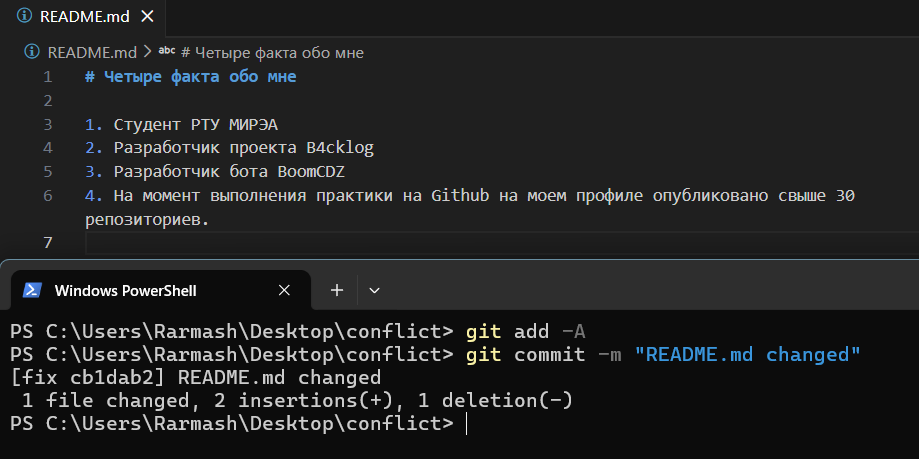 README.md
README.md > abc # Четыре факта обо мне
1 # Четыре факта обо мне
2
3 1. Студент РТУ МИРЭА
4 2. Разработчик проекта B4cklog
5 3. Разработчик бота BoomCDZ
6 4. На момент выполнения практики на Github на моем профиле опубликовано свыше 30
репозиториев.
7
Windows PowerShell
PS C:\Users\Rarmash\Desktop\conflict> git add -A
PS C:\Users\Rarmash\Desktop\conflict> git commit -m "README.md changed"
[fix cb1dab2] README.md changed
 1 file changed, 2 insertions(+), 1 deletion(-)
PS C:\Users\Rarmash\Desktop\conflict>